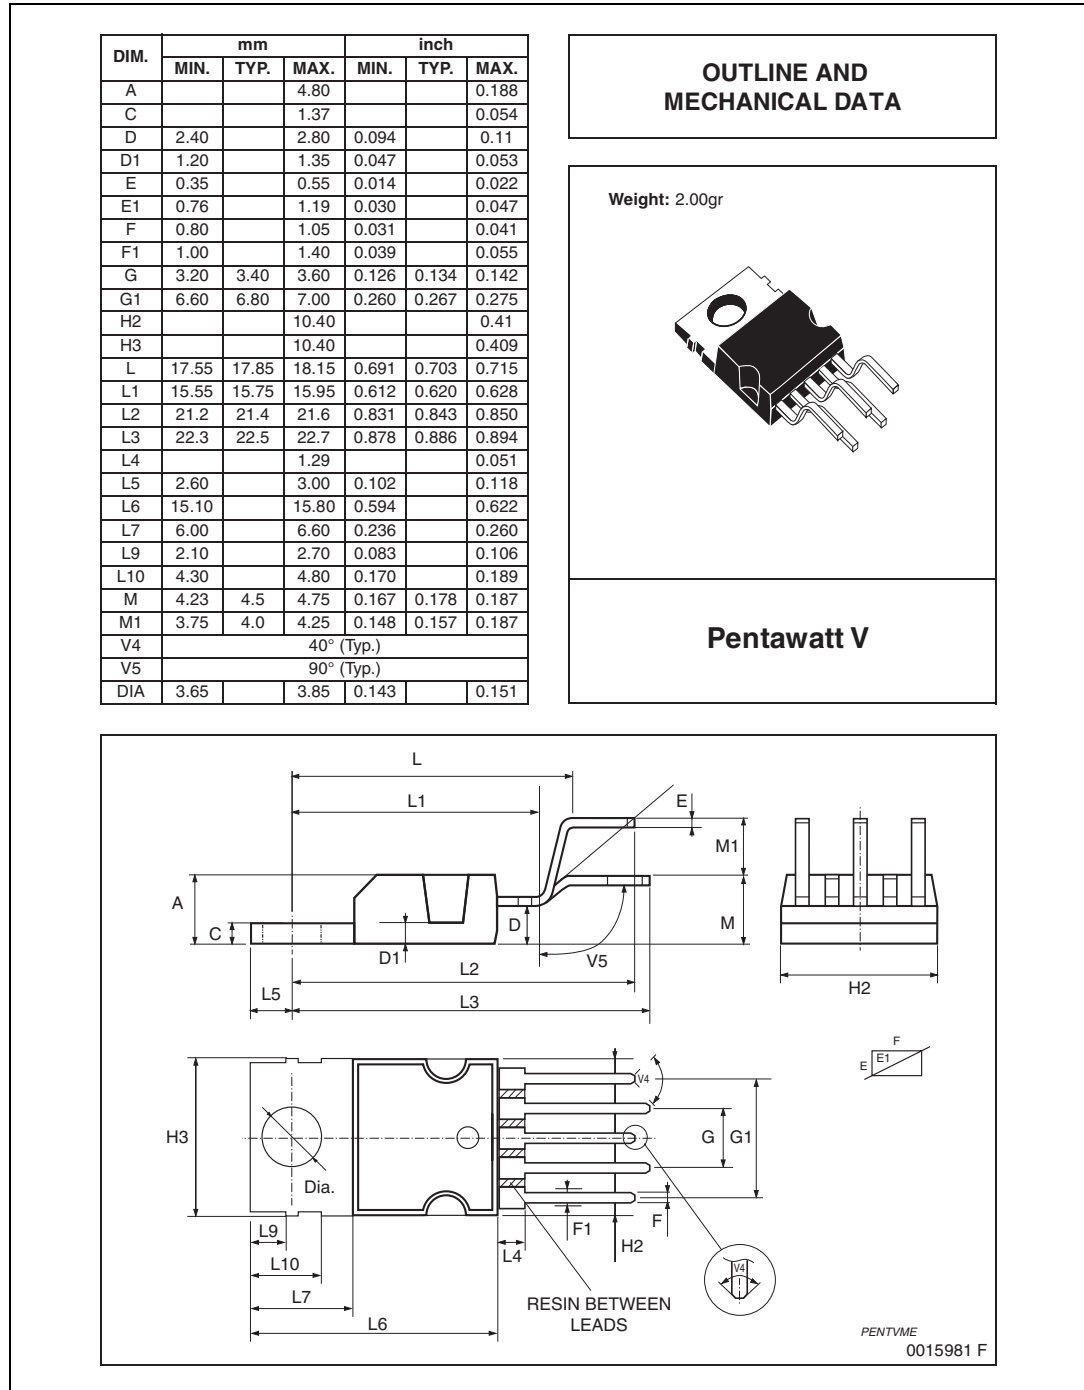 DIM. mm inch
MIN. TYP. MAX. MIN. TYP. MAX.
A 4.80 0.188
C 1.37 0.054
D 2.40 2.80 0.094 0.11
D1 1.20 1.35 0.047 0.053
E 0.35 0.55 0.014 0.022
E1 0.76 1.19 0.030 0.047
F 0.80 1.05 0.031 0.041
F1 1.00 1.40 0.039 0.055
G 3.20 3.40 3.60 0.126 0.134 0.142
G1 6.60 6.80 7.00 0.260 0.267 0.275
H2 10.40 0.41
H3 10.40 0.409
L 17.55 17.85 18.15 0.691 0.703 0.715
L1 15.55 15.75 15.95 0.612 0.620 0.628
L2 21.2 21.4 21.6 0.831 0.843 0.850
L3 22.3 22.5 22.7 0.878 0.886 0.894
L4 1.29 0.051
L5 2.60 3.00 0.102 0.118
L6 15.10 15.80 0.594 0.622
L7 6.00 6.60 0.236 0.260
L9 2.10 2.70 0.083 0.106
L10 4.30 4.80 0.170 0.189
M 4.23 4.5 4.75 0.167 0.178 0.187
M1 3.75 4.0 4.25 0.148 0.157 0.187
V4 40° (Typ.)
V5 90° (Typ.)
DIA 3.65 3.85 0.143 0.151
OUTLINE AND
MECHANICAL DATA
Weight: 2.00gr
Pentawatt V
L
L1
E
M1
A
C
D1
D
M
V5
L2
L5
L3
H2
F
E E1
V4
H3
G G1
Dia.
L9
F1
F
L4
H2
L10
V4
L7
RESIN BETWEEN
LEADS
L6
PENTVME
0015981 F